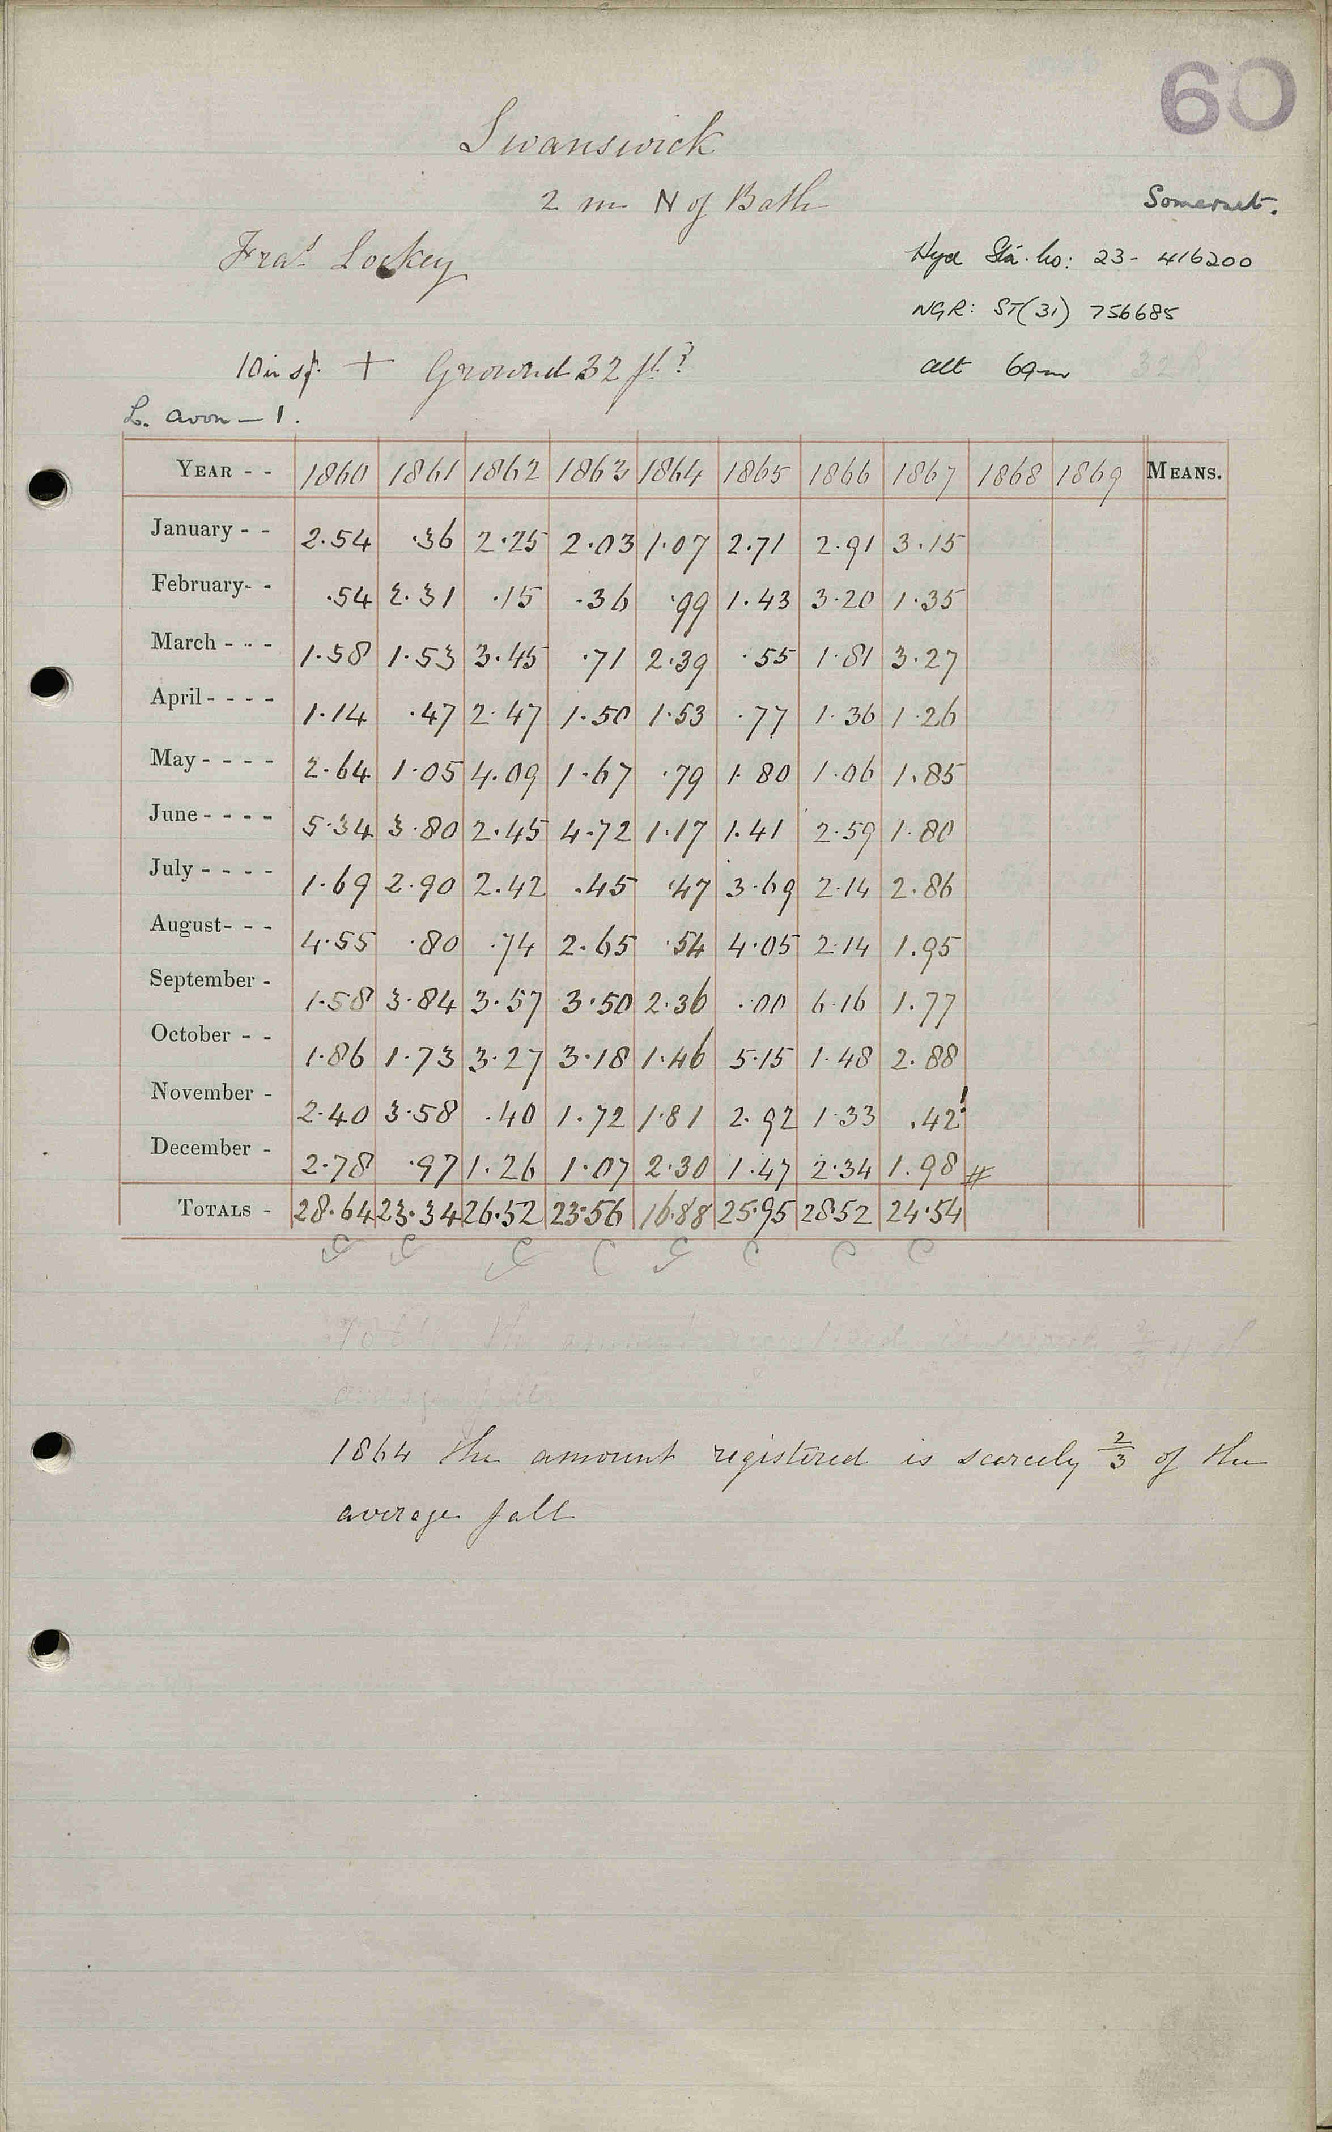 60
Swanswick
2 m N of Bath
Somerset.
Fras Lockey
Hyd Sta. No: 23- 416200
NGR: ST(31) 756685
10 in sq. + Ground 32 ft?
alt 69m 32 ft
L. Avon - 1.
YEAR - - 1860 1861 1862 1863 1864 1865 1866 1867 1868 1869 MEANS.
January - - 2.54 .36 2.25 2.03 1.07 2.71 2.91 3.15
February- - .54 2.31 .15 .36 .99 1.43 3.20 1.35
March - - - 1.58 1.53 3.45 .71 2.39 .55 1.81 3.27
April - - - - 1.14 .47 2.47 1.50 1.53 .77 1.36 1.26
May - - - - 2.64 1.05 4.09 1.67 .79 1.80 1.06 1.85
June - - - - 5.34 3.80 2.45 4.72 1.17 1.41 2.59 1.80
July - - - - 1.69 2.90 2.42 .45 .47 3.69 2.14 2.86
August- - - 4.55 .80 .74 2.65 .54 4.05 2.14 1.95
September - 1.58 3.84 3.57 3.50 2.36 .00 6.16 1.77
October - - 1.86 1.73 3.27 3.18 1.46 5.15 1.48 2.88
November - 2.40 3.58 .40 1.72 1.81 2.92 1.33 .42!
December - 2.78 .97 1.26 1.07 2.30 1.47 2.34 1.98 #
TOTALS - 28.64 23.34 26.52 23.56 16.88 25.95 28.52 24.54
C C C C C C C C
1864 the amount registered is scarcely 2/3 of the
average fall